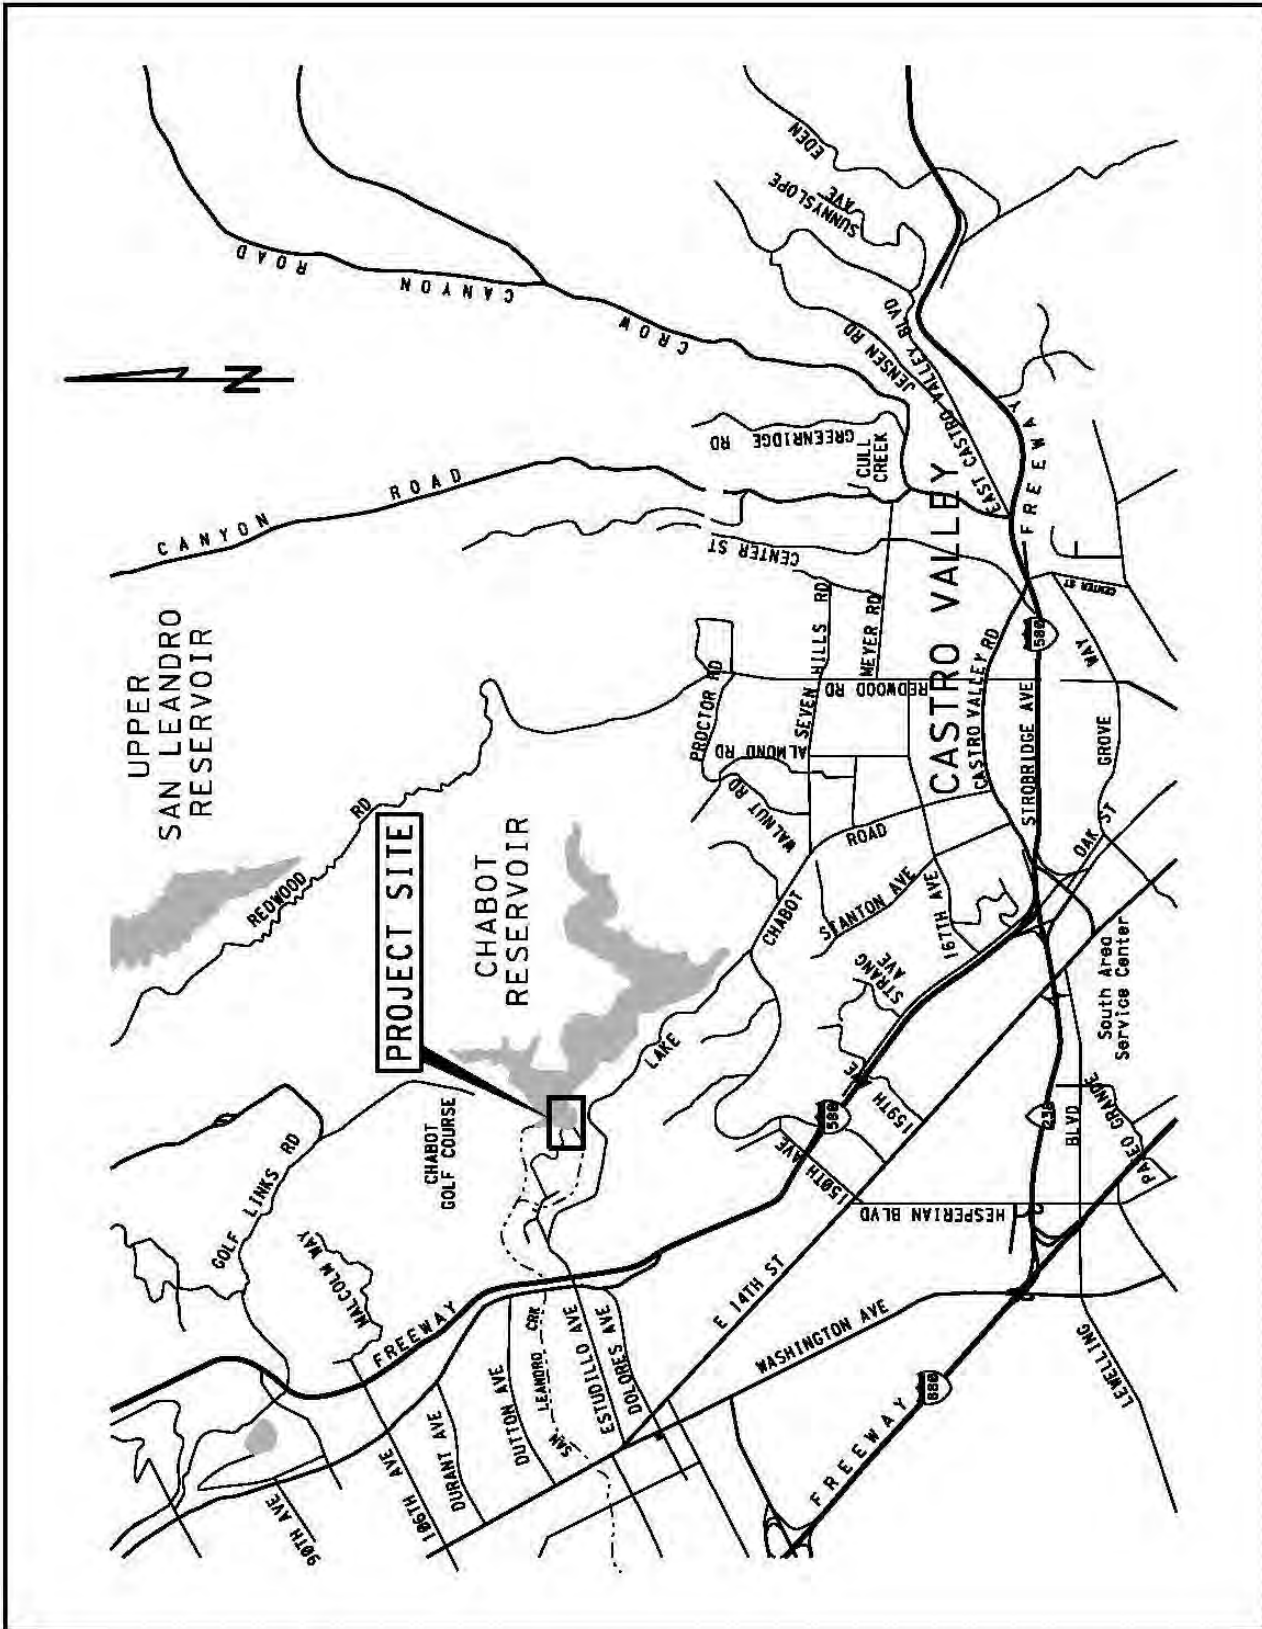 UPPER
SAN LEANDRO
RESERVOIR
CANYON ROAD
CROW CANYON ROAD
N
EDEN
SUNNYSLOPE
AVE
REDWOOD RD
PROJECT SITE
CHABOT
RESERVOIR
GREENRIDGE RD
CULL
CREEK
JENSEN RD
EAST CASTRO VALLEY BLVD
CENTER ST
SEVEN HILLS RD
MEYER RD
REDWOOD RD
PROCTOR RD
ALMOND RD
WALNUT RD
CASTRO VALLEY
CASTRO VALLEY RD
STROBRIDGE AVE
FREEWAY
580
CENTER ST
GROVE WAY
OAK ST
LAKE CHABOT ROAD
STANTON AVE
167TH AVE
STRANG
AVE
South Area
Service Center
CHABOT
GOLF COURSE
GOLF LINKS RD
MALCOLM WAY
FREEWAY
580
159TH
150TH AVE
HESPERIAN BLVD
238
PASEO GRANDE
LEWELLING BLVD
E 14TH ST
WASHINGTON AVE
FREEWAY
880
SAN LEANDRO CRK
ESTUDILLO AVE
DOLORES AVE
DUTTON AVE
DURANT AVE
106TH AVE
90TH AVE